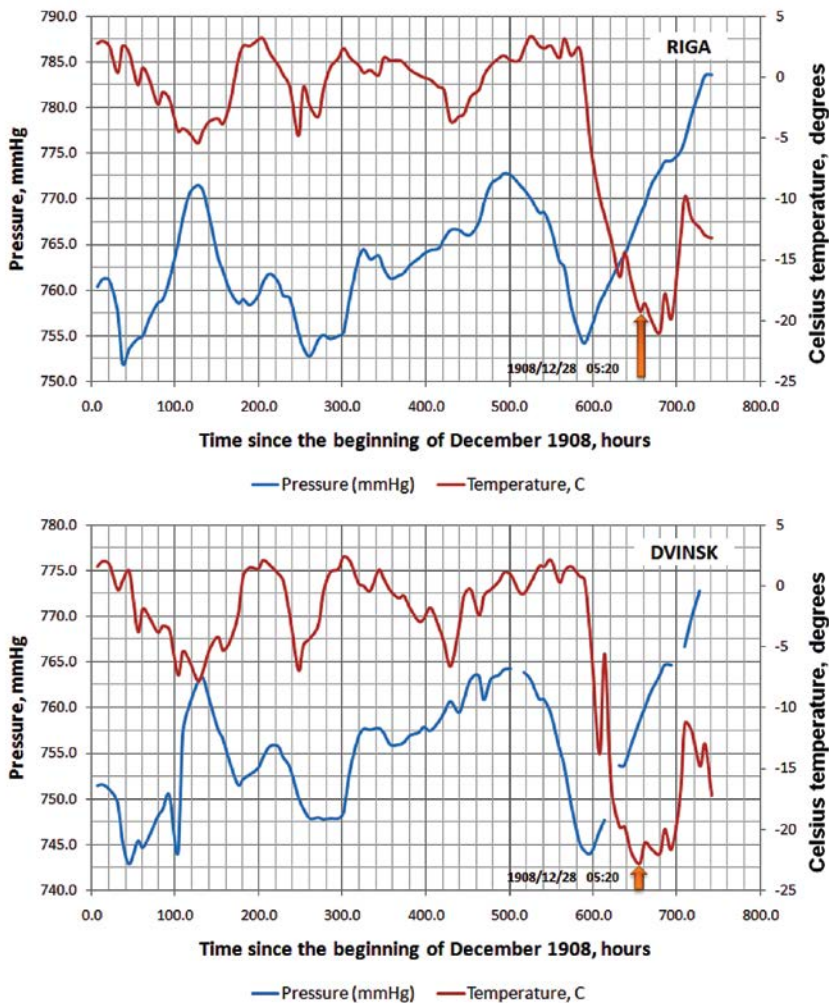 RIGA
Pressure, mmHg
790.0
785.0
780.0
775.0
770.0
765.0
760.0
755.0
750.0
5
0
-5
-10
-15
-20
-25
Celsius temperature, degrees
1908/12/28 05:20
0.0 100.0 200.0 300.0 400.0 500.0 600.0 700.0 800.0
Time since the beginning of December 1908, hours
Pressure (mmHg) Temperature, C
DVINSK
Pressure, mmHg
780.0
775.0
770.0
765.0
760.0
755.0
750.0
745.0
740.0
5
0
-5
-10
-15
-20
-25
Celsius temperature, degrees
1908/12/28 05:20
0.0 100.0 200.0 300.0 400.0 500.0 600.0 700.0 800.0
Time since the beginning of December 1908, hours
Pressure (mmHg) Temperature, C